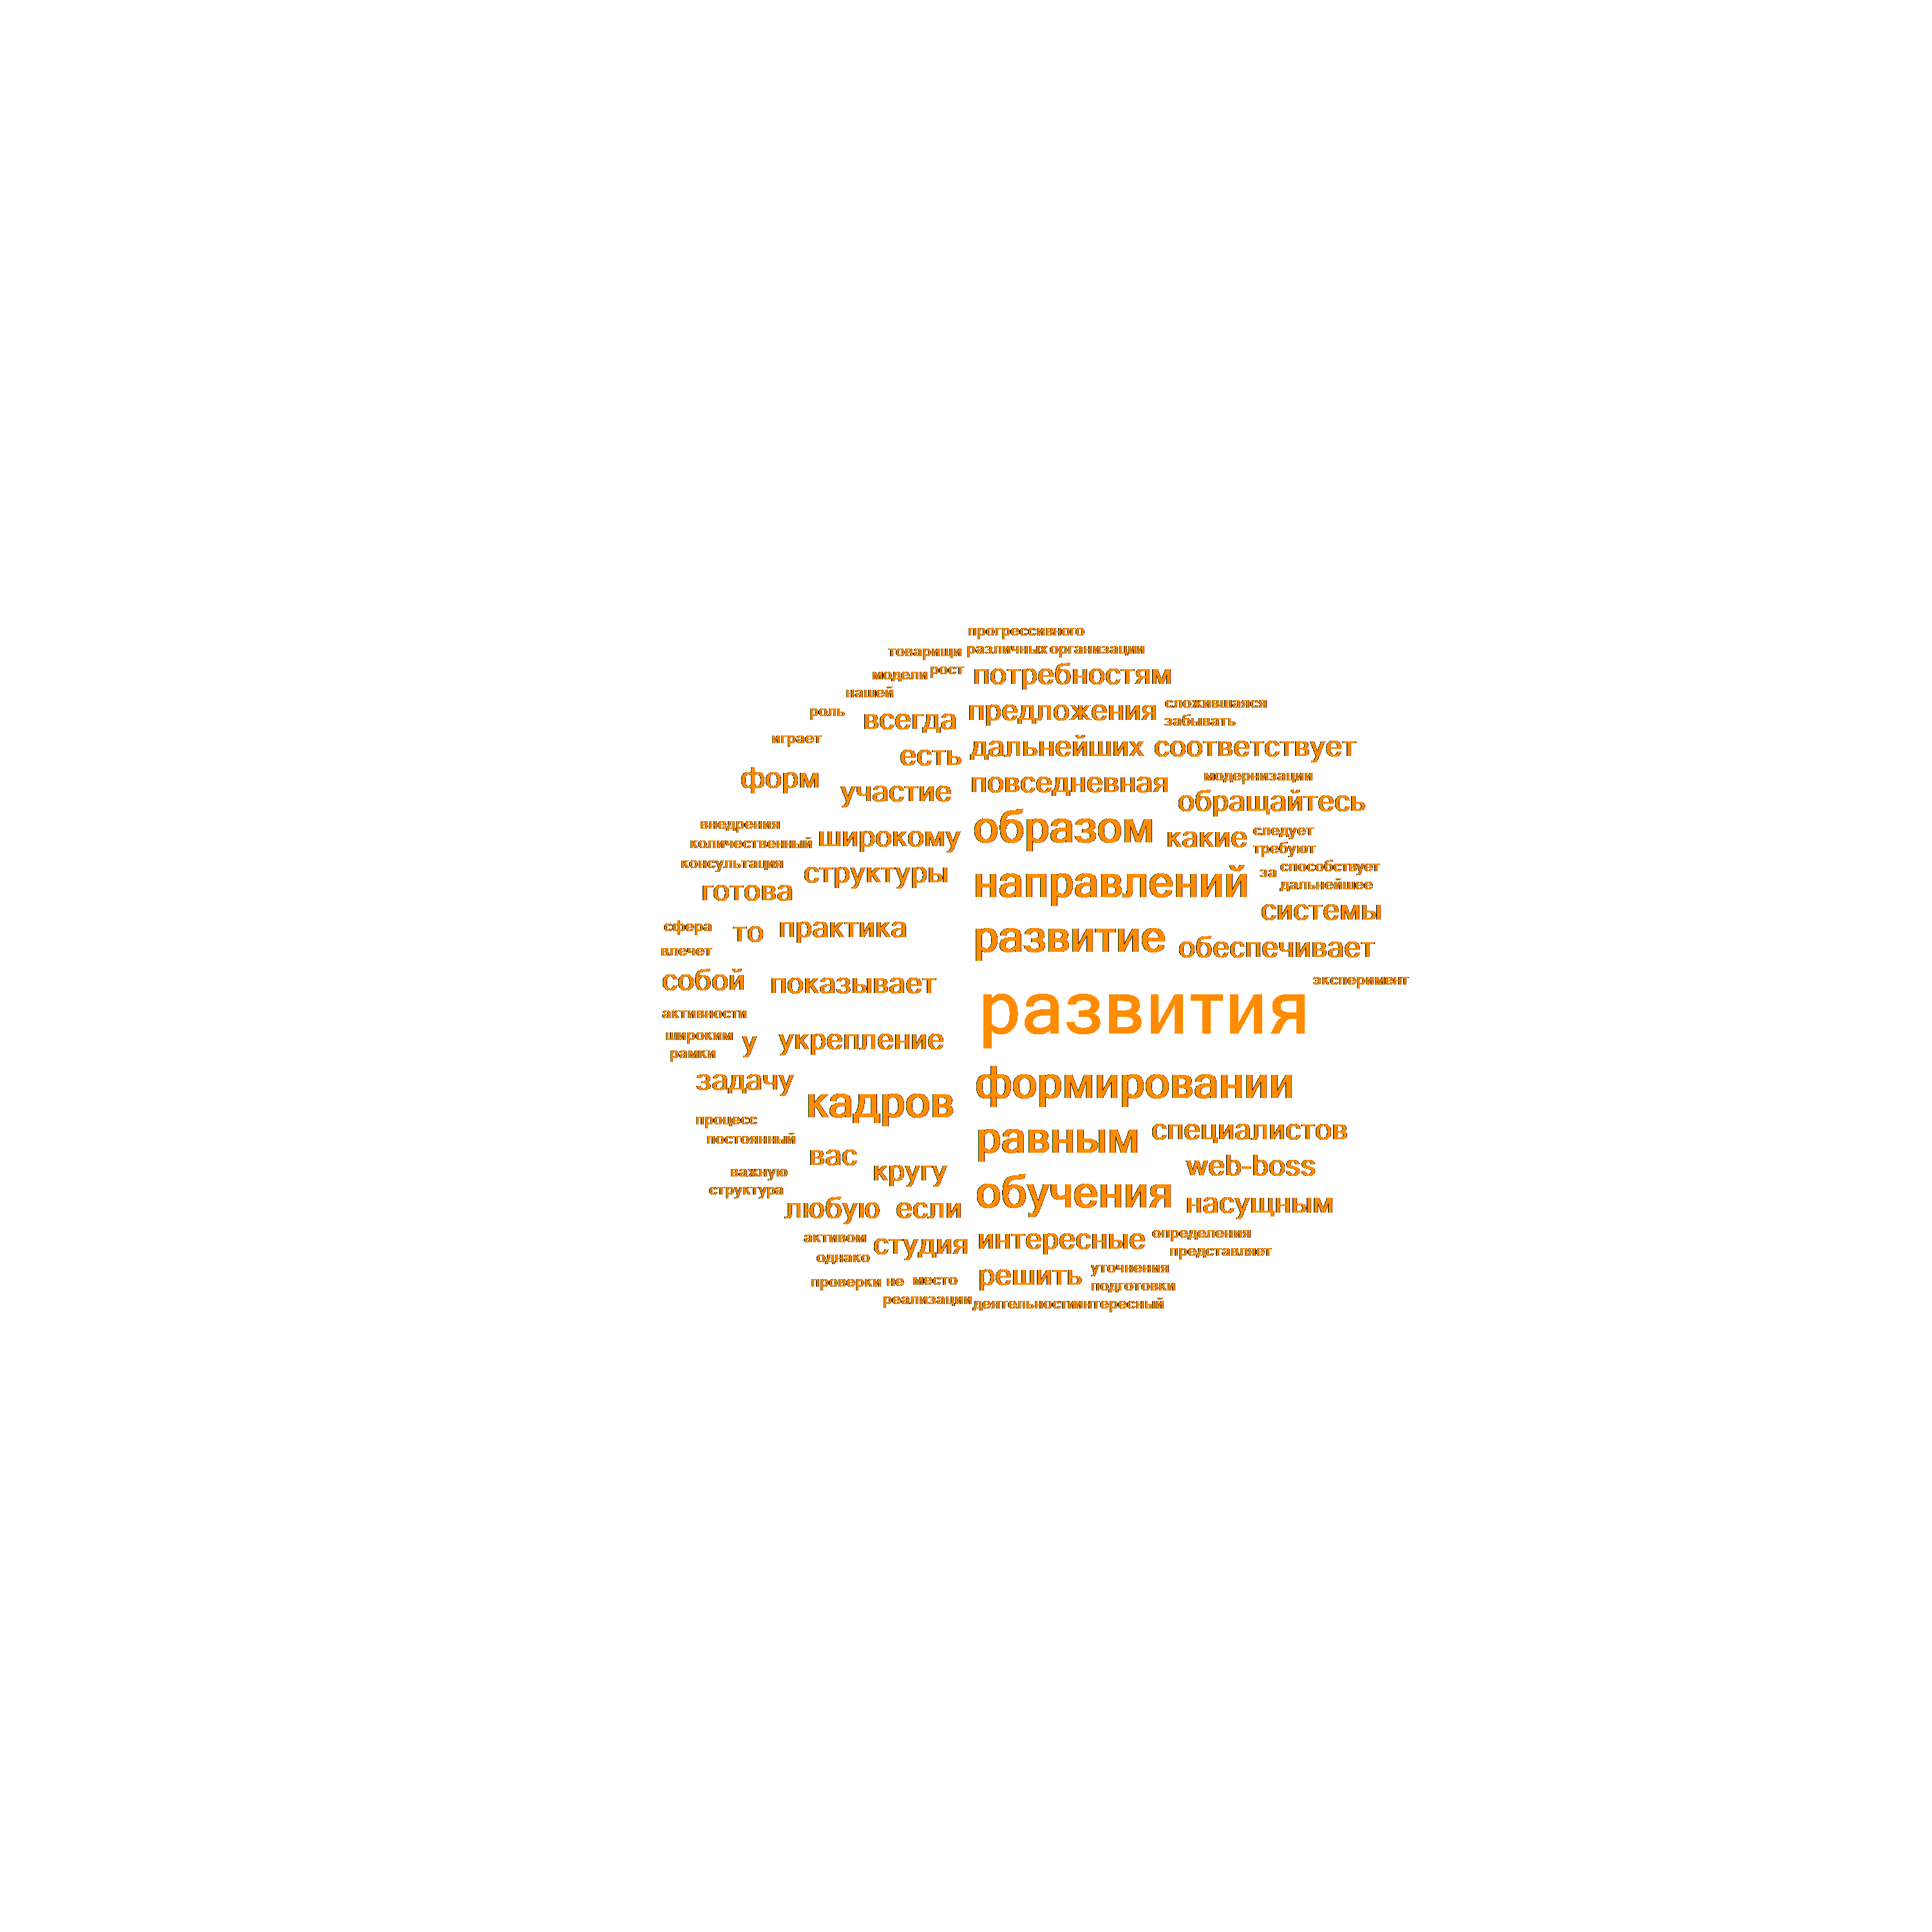 прогрессивного
товарищи различных организации
модели рост потребностям
нашей
роль всегда предложения сложившаяся
забывать
играет есть дальнейших соответствует
форм участие повседневная модернизации
обращайтесь
внедрения широкому образом какие следует
количественный требуют
консультация структуры направлений за способствует
готова дальнейшее
системы
сфера то практика развитие обеспечивает
влечет
собой показывает эксперимент
активности развития
широким у укрепление
рамки
задачу кадров формировании
процесс
постоянный равным специалистов
вас кругу web-boss
важную
структура обучения насущным
любую если
активом студия интересные определения
однако представляет
проверки не место решить уточнения
подготовки
реализации деятельности интересный